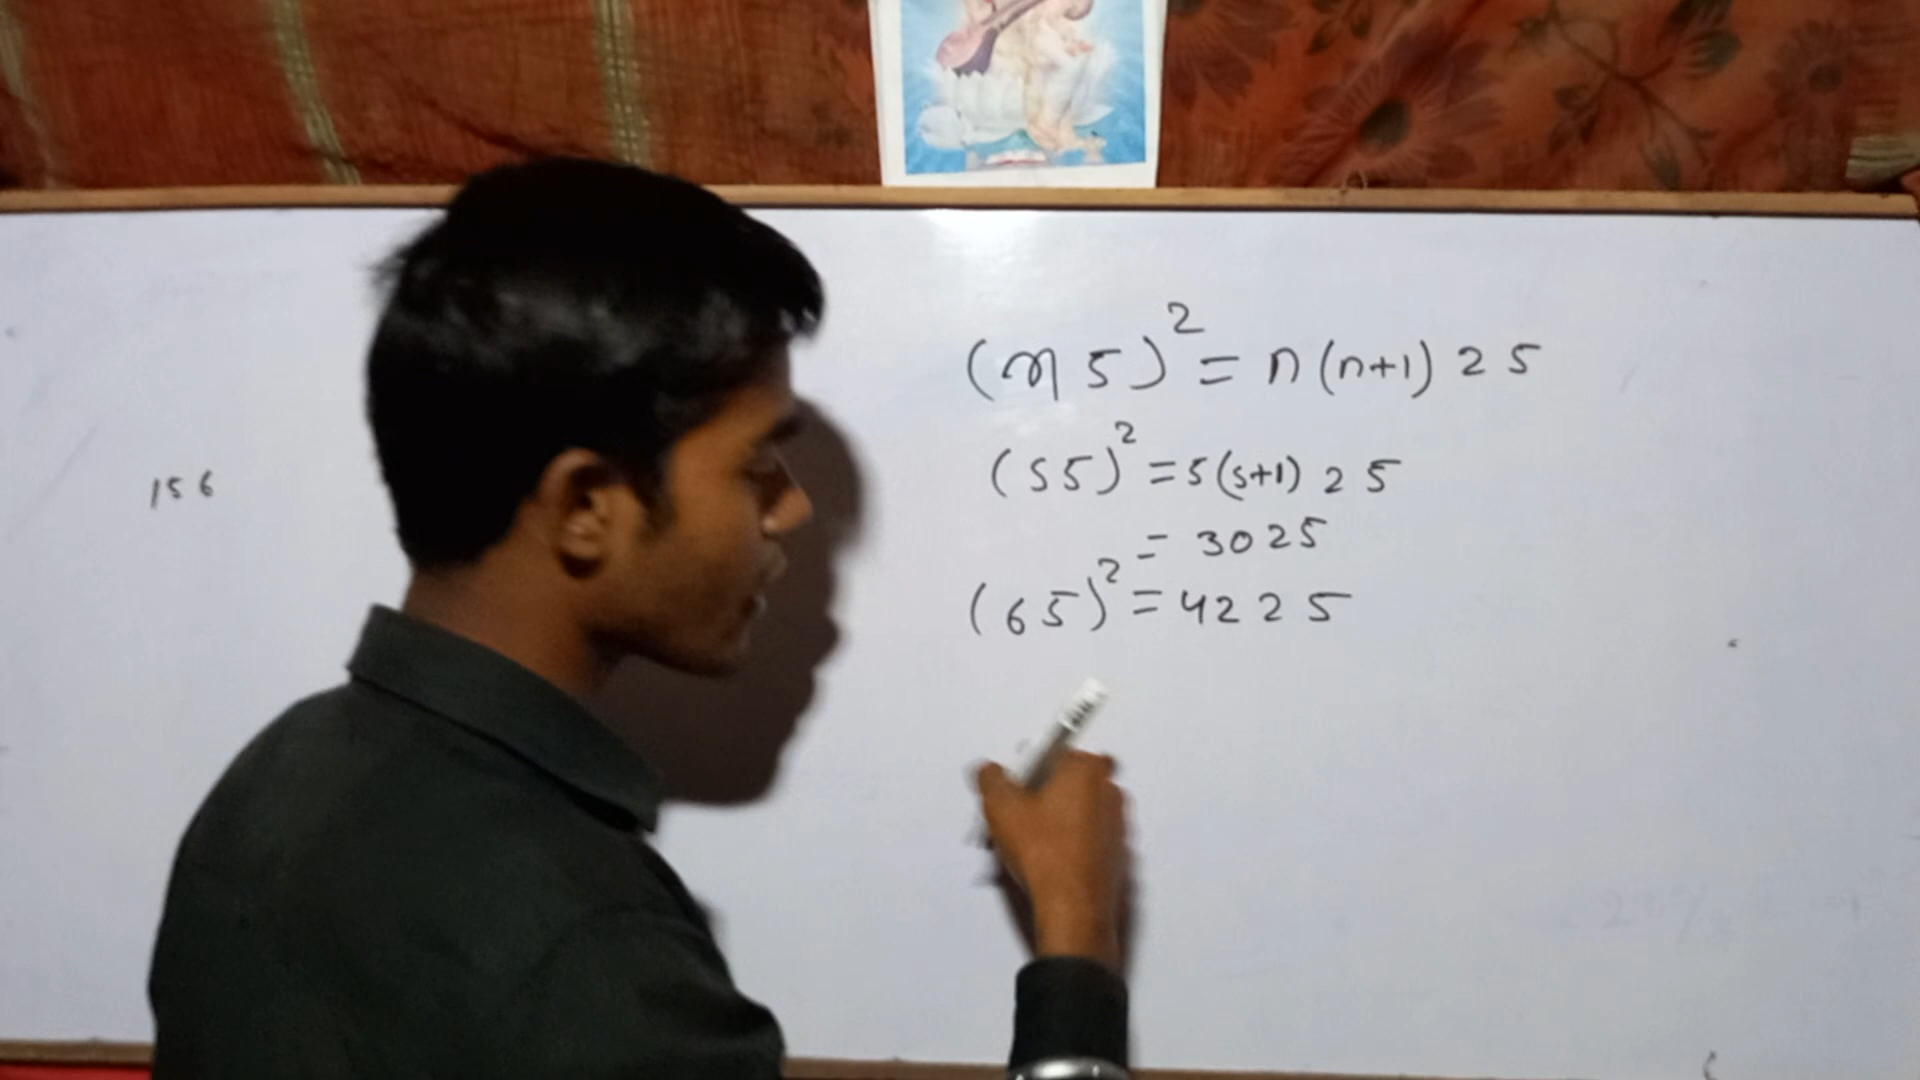 156
(n5)² = n(n+1) 25
(55)² = 5(5+1) 25
= 3025
(65)² = 4225